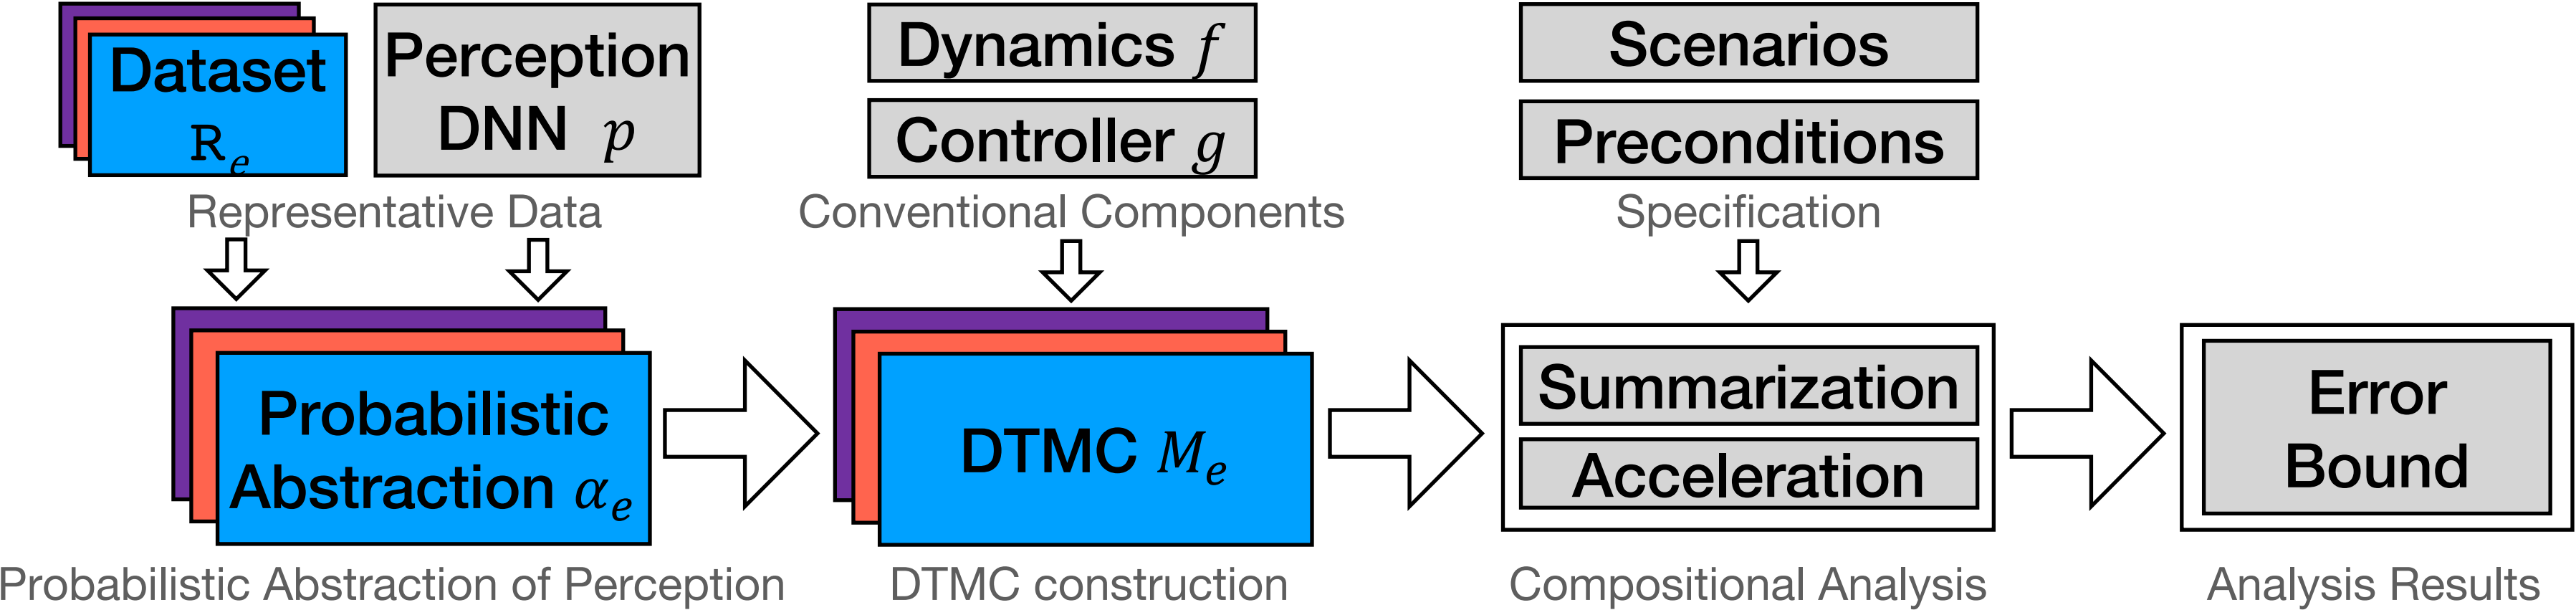 Dataset
Rₑ
Perception
DNN p
Representative Data
Dynamics f
Controller g
Conventional Components
Scenarios
Preconditions
Specification
Probabilistic
Abstraction αₑ
Probabilistic Abstraction of Perception
DTMC Mₑ
DTMC construction
Summarization
Acceleration
Compositional Analysis
Error
Bound
Analysis Results